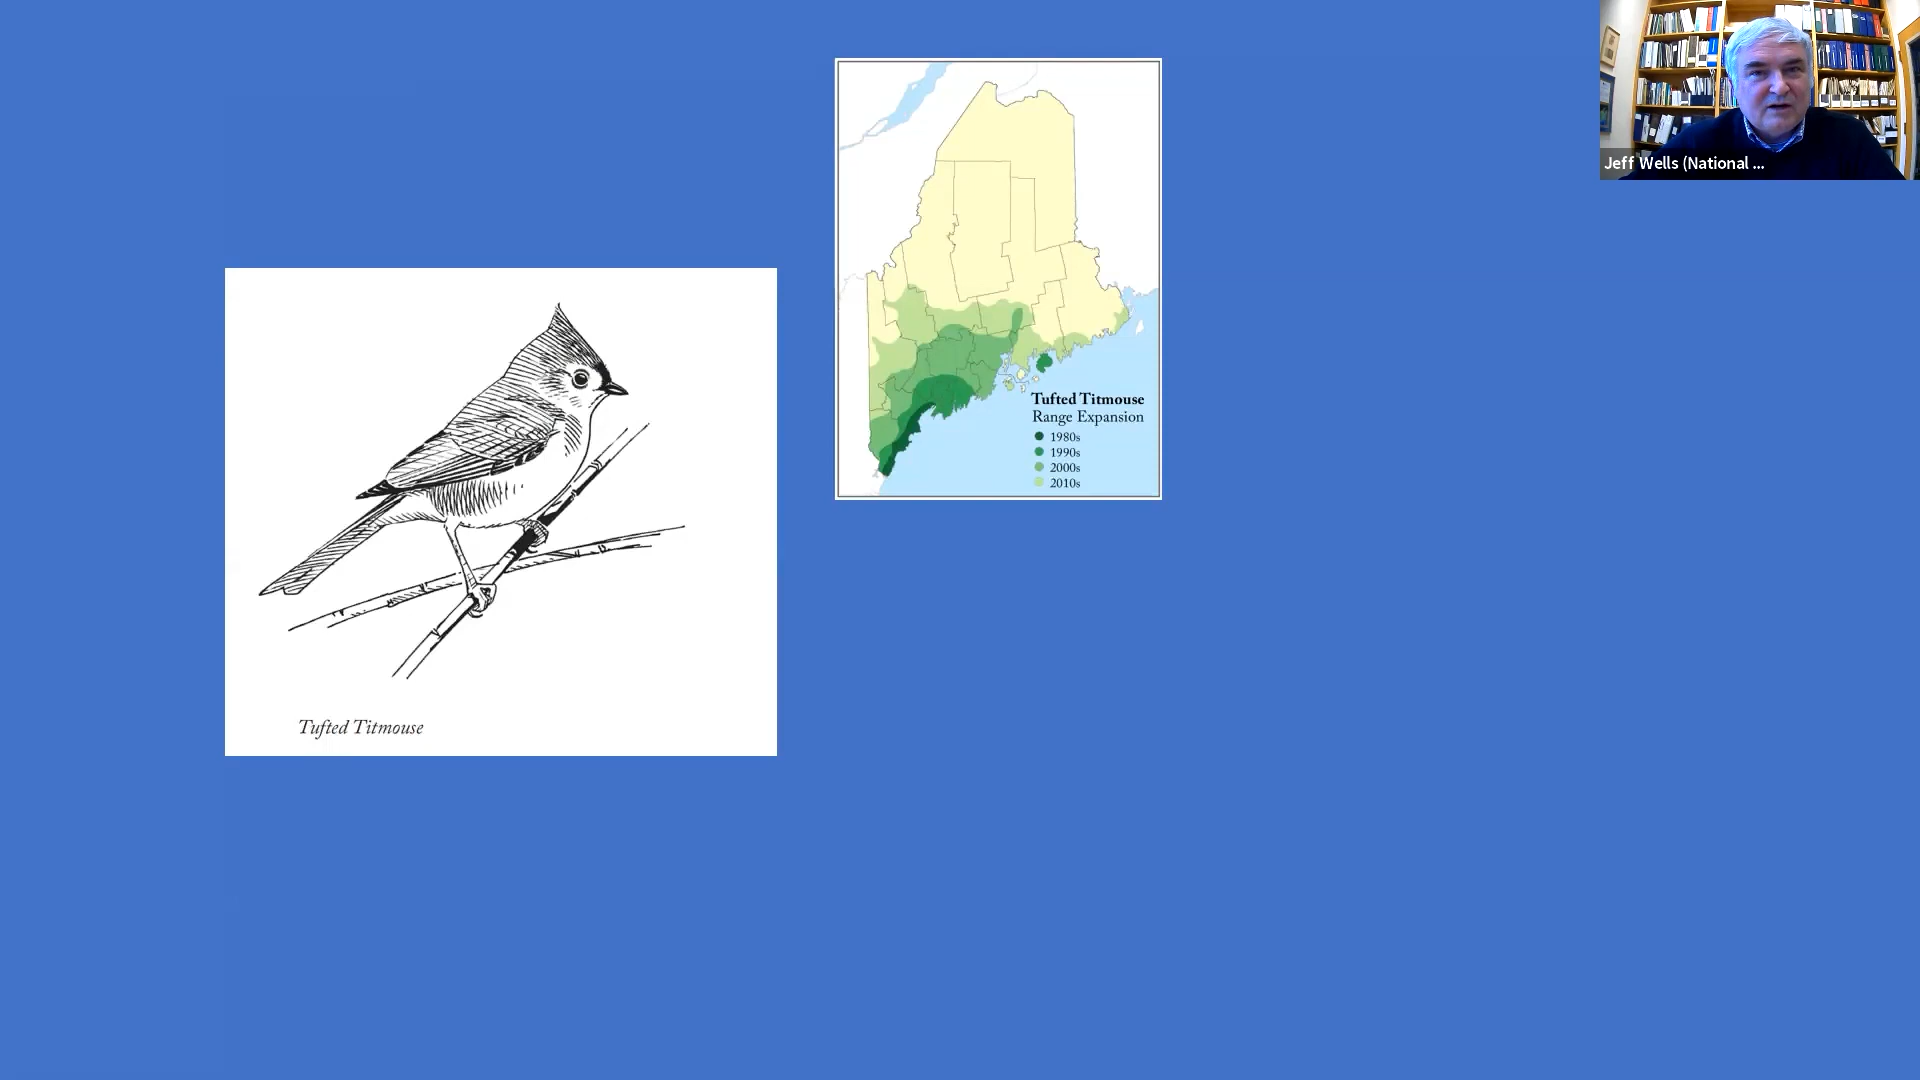 Jeff Wells (National ...
Tufted Titmouse
Range Expansion
1980s
1990s
2000s
2010s
Tufted Titmouse